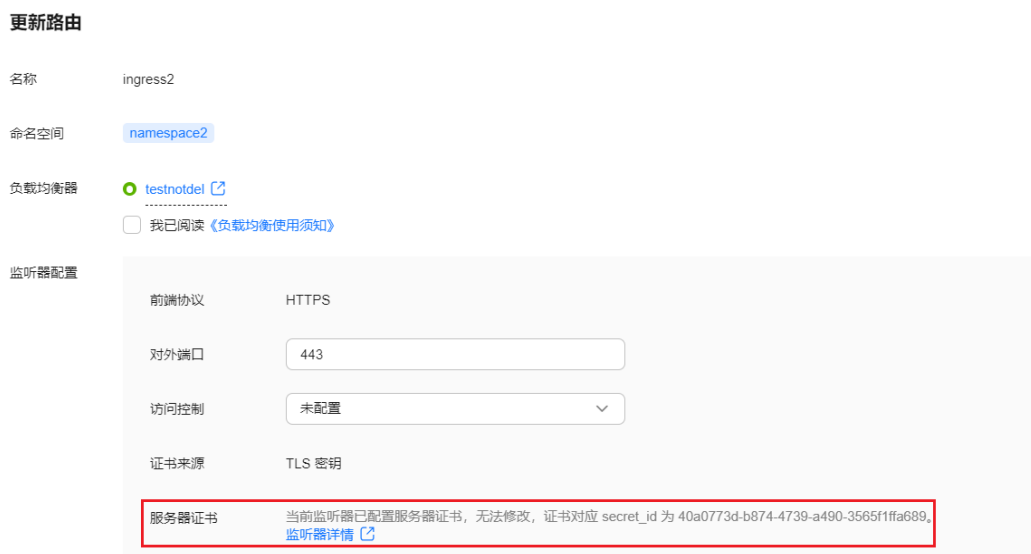 更新路由
名称 ingress2
命名空间 namespace2
负载均衡器 testnotdel
我已阅读《负载均衡使用须知》
监听器配置
前端协议 HTTPS
对外端口 443
访问控制 未配置
证书来源 TLS 密钥
服务器证书 当前监听器已配置服务器证书，无法修改，证书对应 secret_id 为 40a0773d-b874-4739-a490-3565f1ffa689。
监听器详情